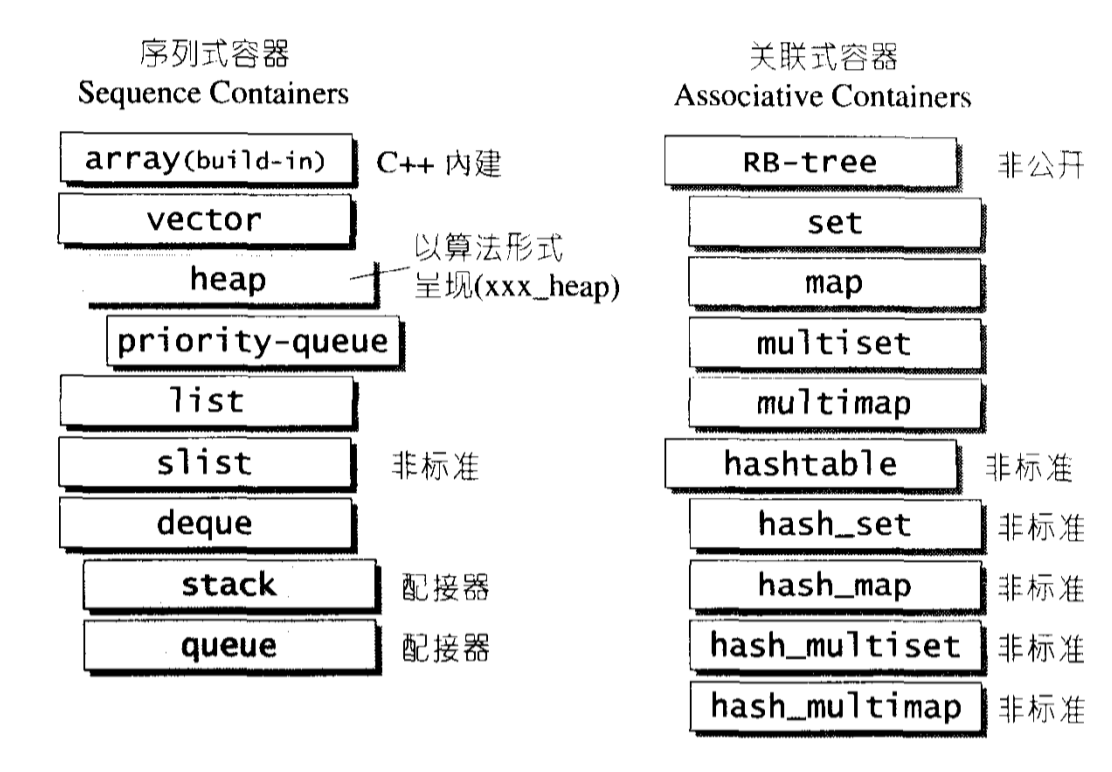 序列式容器
Sequence Containers
array(build-in) C++ 內建
vector
heap 以算法形式
呈现(xxx_heap)
priority-queue
list
slist 非标准
deque
stack 配接器
queue 配接器
关联式容器
Associative Containers
RB-tree 非公开
set
map
multiset
multimap
hashtable 非标准
hash_set 非标准
hash_map 非标准
hash_multiset 非标准
hash_multimap 非标准